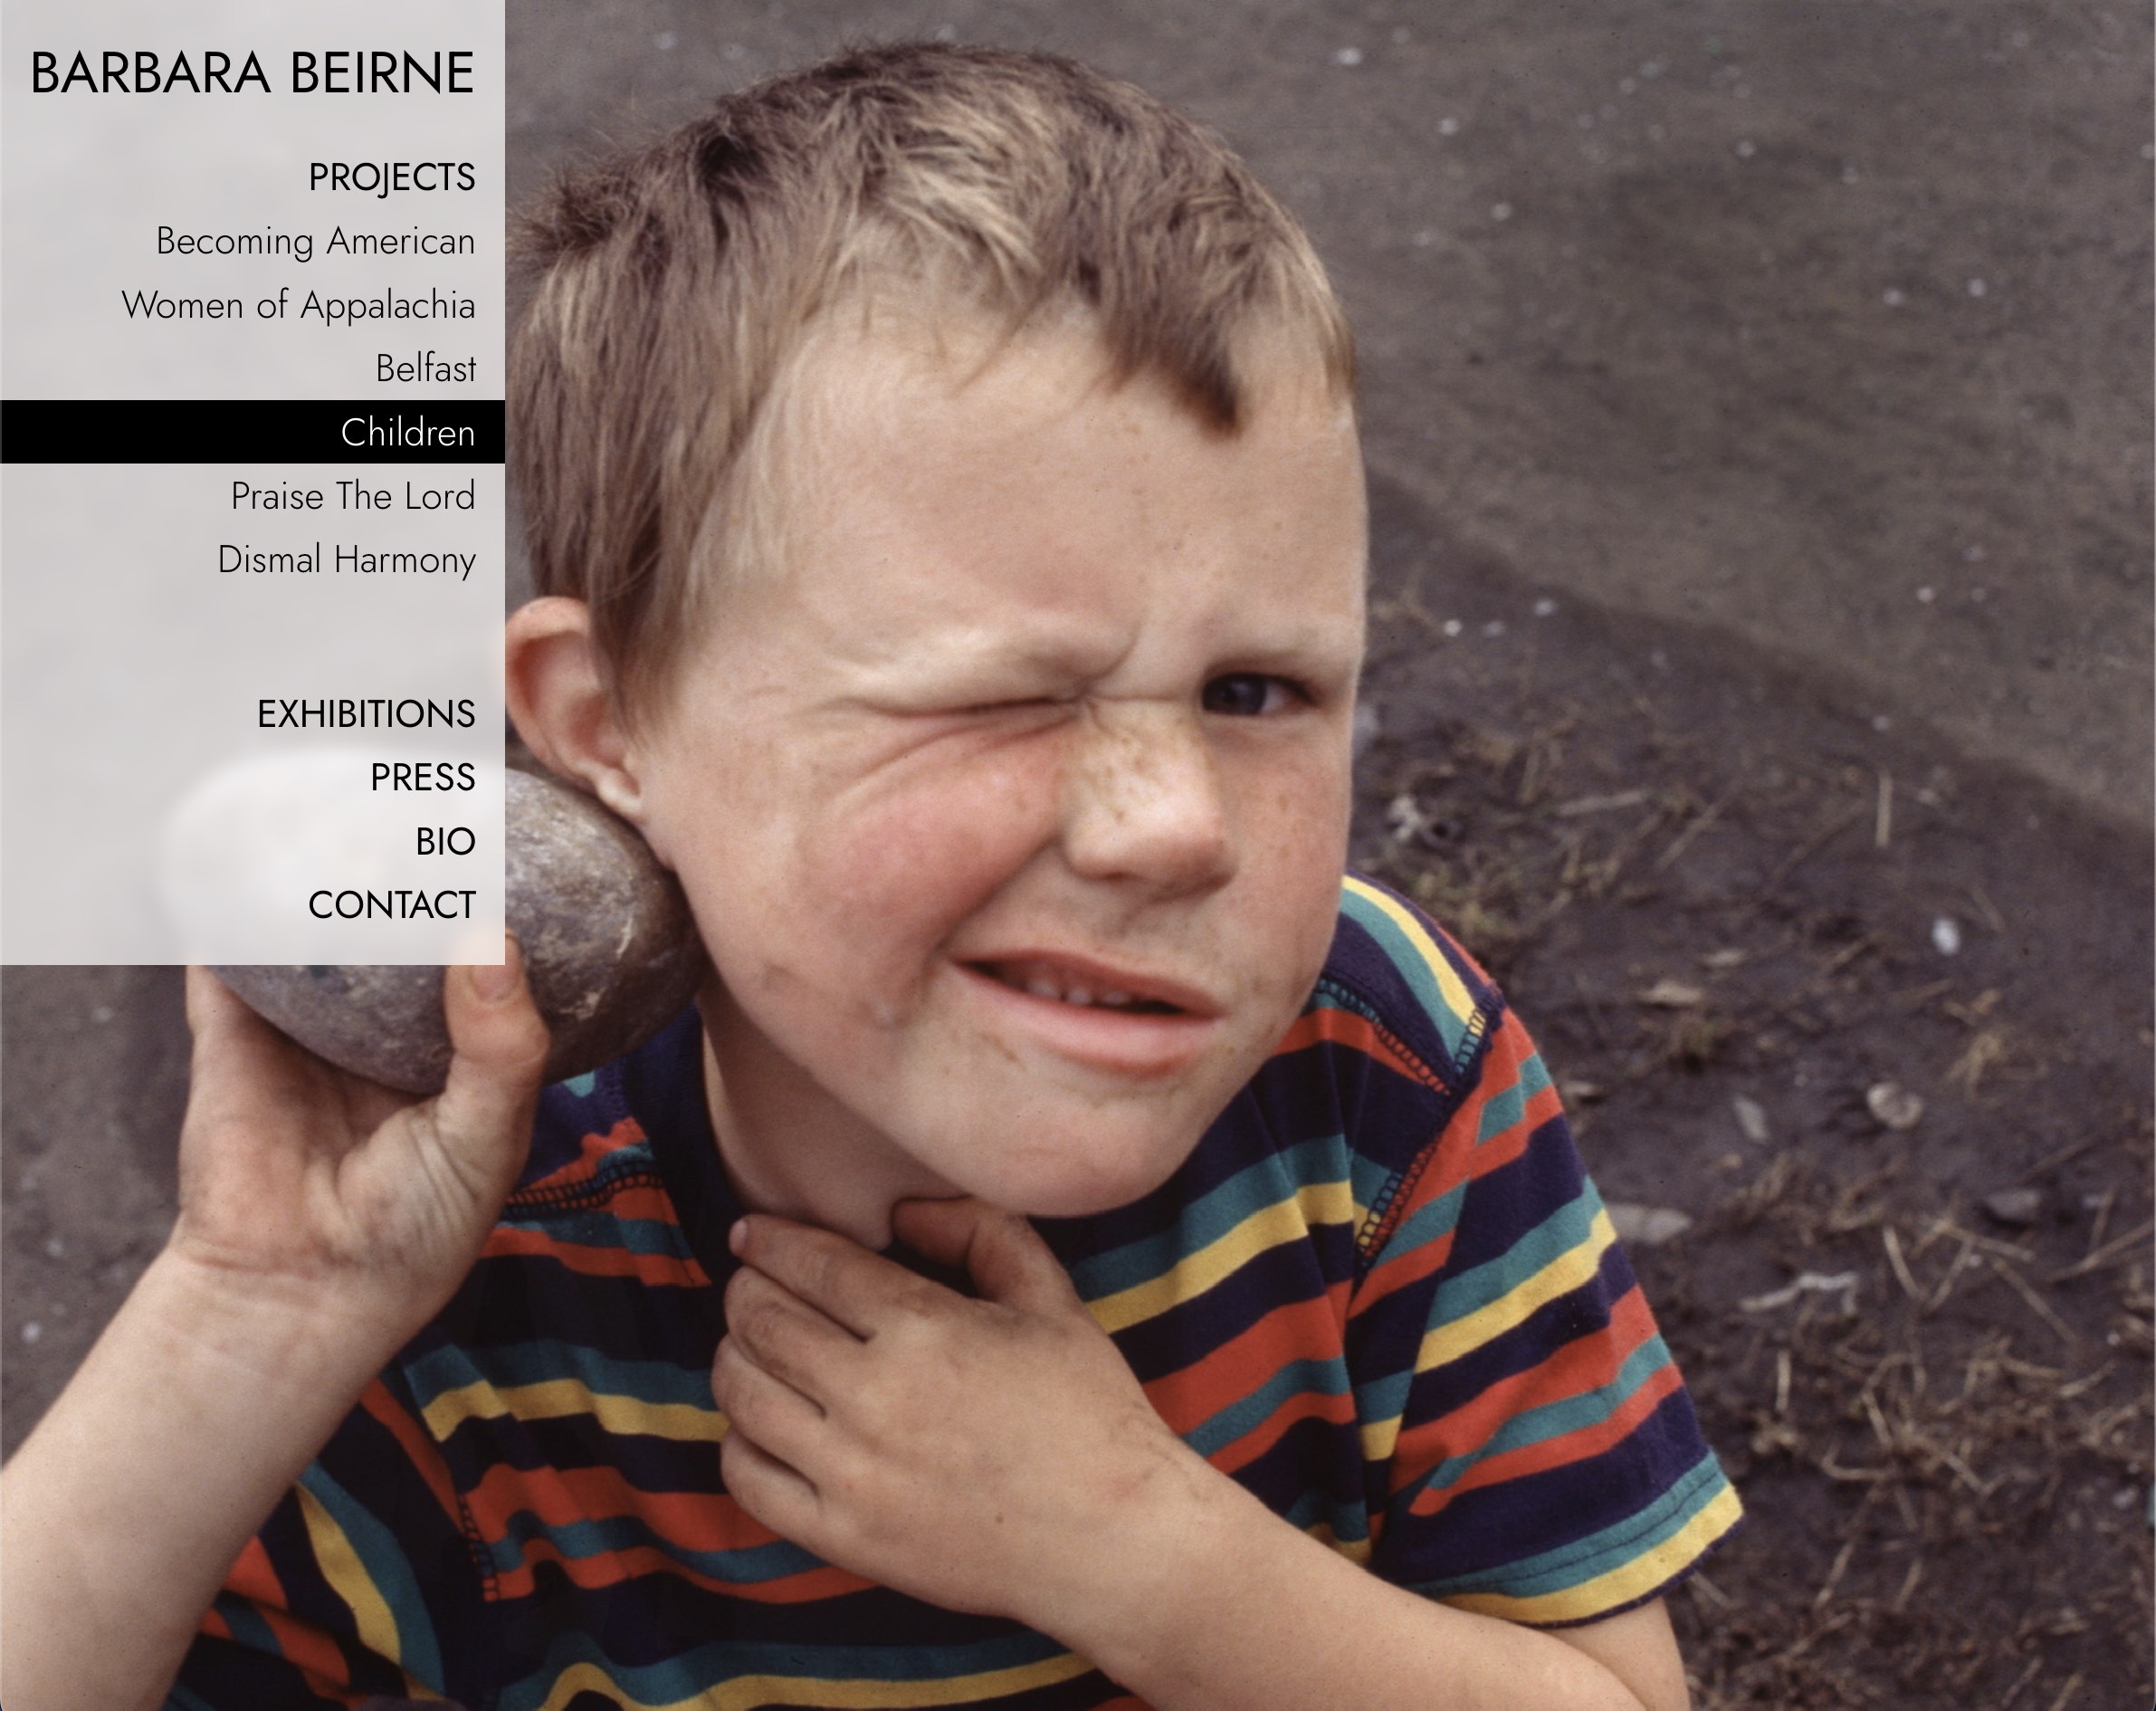 BARBARA BEIRNE
PROJECTS
Becoming American
Women of Appalachia
Belfast
Children
Praise The Lord
Dismal Harmony
EXHIBITIONS
PRESS
BIO
CONTACT